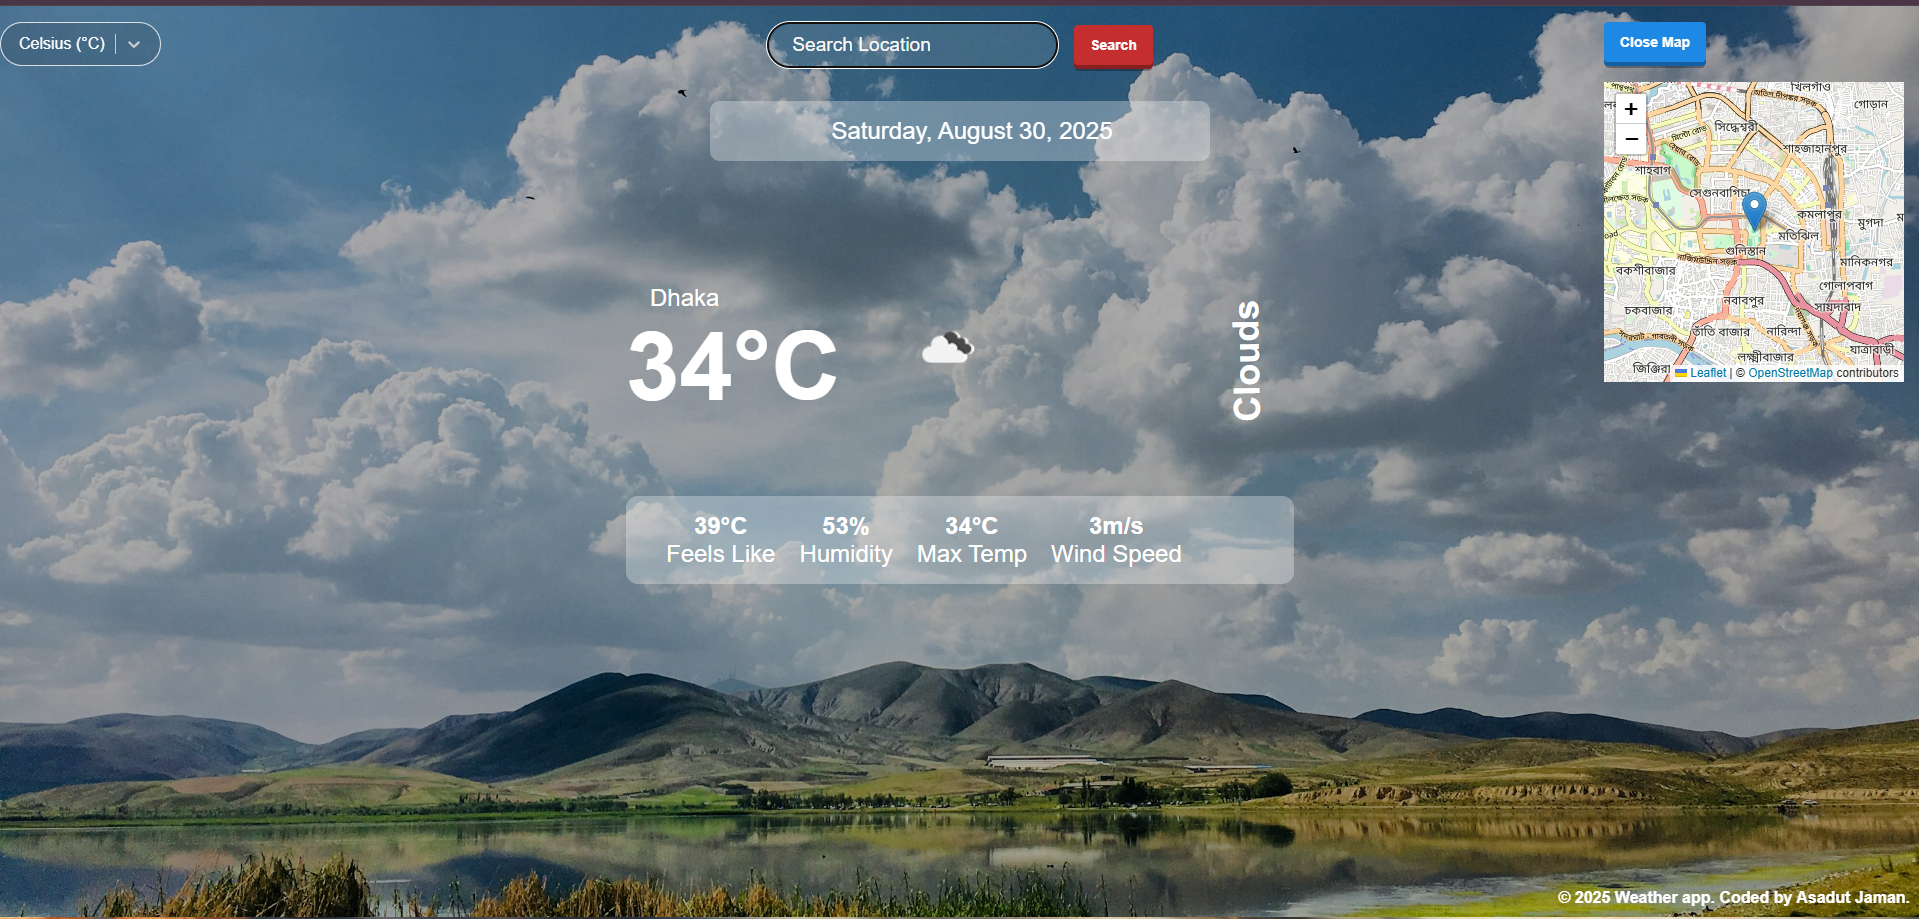 Celsius (°C)
Search Location
Search
Close Map
Saturday, August 30, 2025
Dhaka
34°C
Clouds
39°C
Feels Like
53%
Humidity
34°C
Max Temp
3m/s
Wind Speed
+
−
খিলগাঁও
গোড়ান
সিদ্ধেশ্বরী
শাহজাহানপুর
শাহবাগ
সেগুনবাগিচা
কমলাপুর
মুগদা
মতিঝিল
গুলিস্তান
মানিকনগর
বকশীবাজার
গোলাপবাগ
নবাবপুর
সায়দাবাদ
চকবাজার
তাঁতি বাজার
নারিন্দা
যাত্রাবাড়ী
লক্ষ্মীবাজার
জিঞ্জিরা
Leaflet | © OpenStreetMap contributors
© 2025 Weather app. Coded by Asadut Jaman.